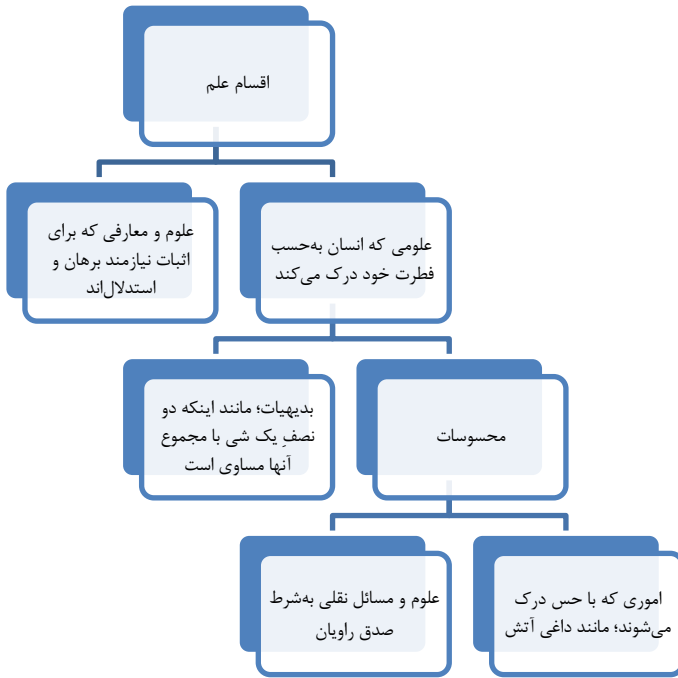 اقسام علم
علومی که انسان به‌حسب
فطرت خود درک می‌کند
علوم و معارفی که برای
اثبات نیازمند برهان و
استدلال‌اند
محسوسات
بدیهیات؛ مانند اینکه دو
نصفِ یک شی با مجموع
آنها مساوی است
اموری که با حس درک
می‌شوند؛ مانند داغی آتش
علوم و مسائل نقلی به‌شرط
صدق راویان